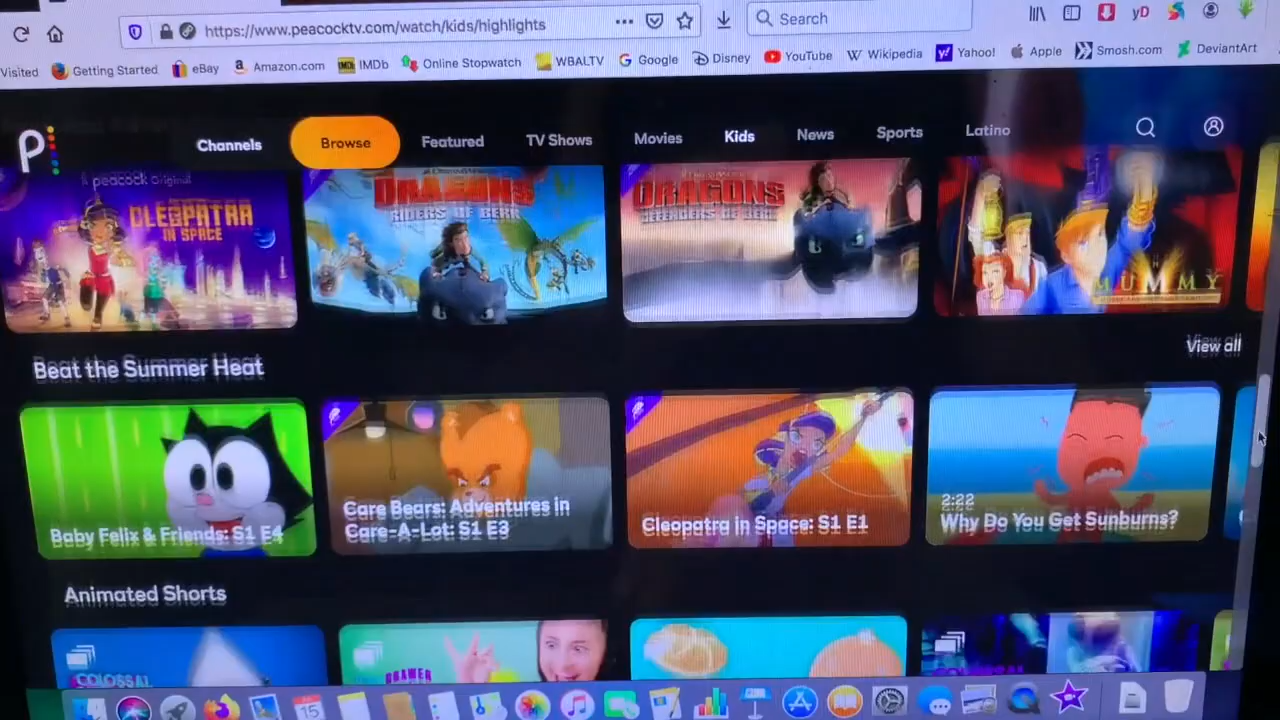 https://www.peacocktv.com/watch/kids/highlights
Search
Visited
Getting Started
eBay
Amazon.com
IMDb
Online Stopwatch
WBALTV
Google
Disney
YouTube
Wikipedia
Yahoo!
Apple
Smosh.com
DeviantArt
Channels
Browse
Featured
TV Shows
Movies
Kids
News
Sports
Latino
A peacock Original
CLEOPATRA
IN SPACE
DRAGONS
RIDERS OF BERK
DRAGONS
DEFENDERS OF BERK
MUMMY
Beat the Summer Heat
View all
Baby Felix & Friends: S1 E4
Care Bears: Adventures in
Care-A-Lot: S1 E3
Cleopatra in Space: S1 E1
2:22
Why Do You Get Sunburns?
Animated Shorts
COLOSSAL
DRAWER
COLOSSAL
15